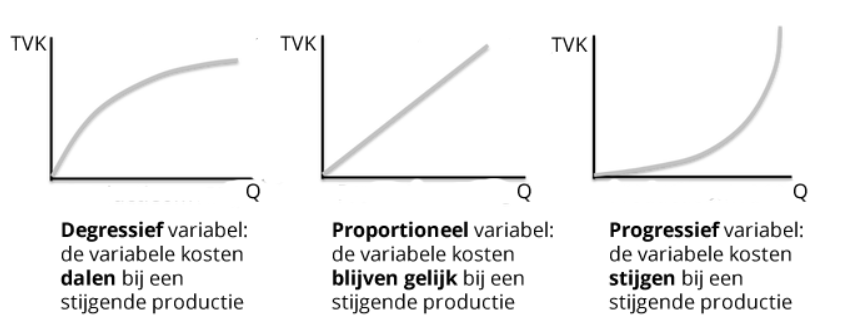 TVK
Q
Degressief variabel:
de variabele kosten
dalen bij een
stijgende productie
TVK
Q
Proportioneel variabel:
de variabele kosten
blijven gelijk bij een
stijgende productie
TVK
Q
Progressief variabel:
de variabele kosten
stijgen bij een
stijgende productie